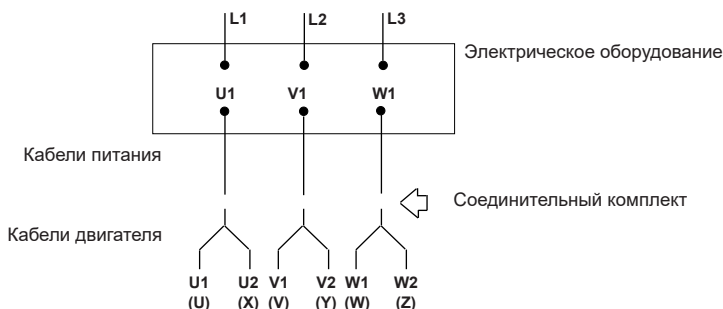 L1 L2 L3
Электрическое оборудование
U1 V1 W1
Кабели питания
Соединительный комплект
Кабели двигателя
U1 U2 V1 V2 W1 W2
(U) (X) (V) (Y) (W) (Z)